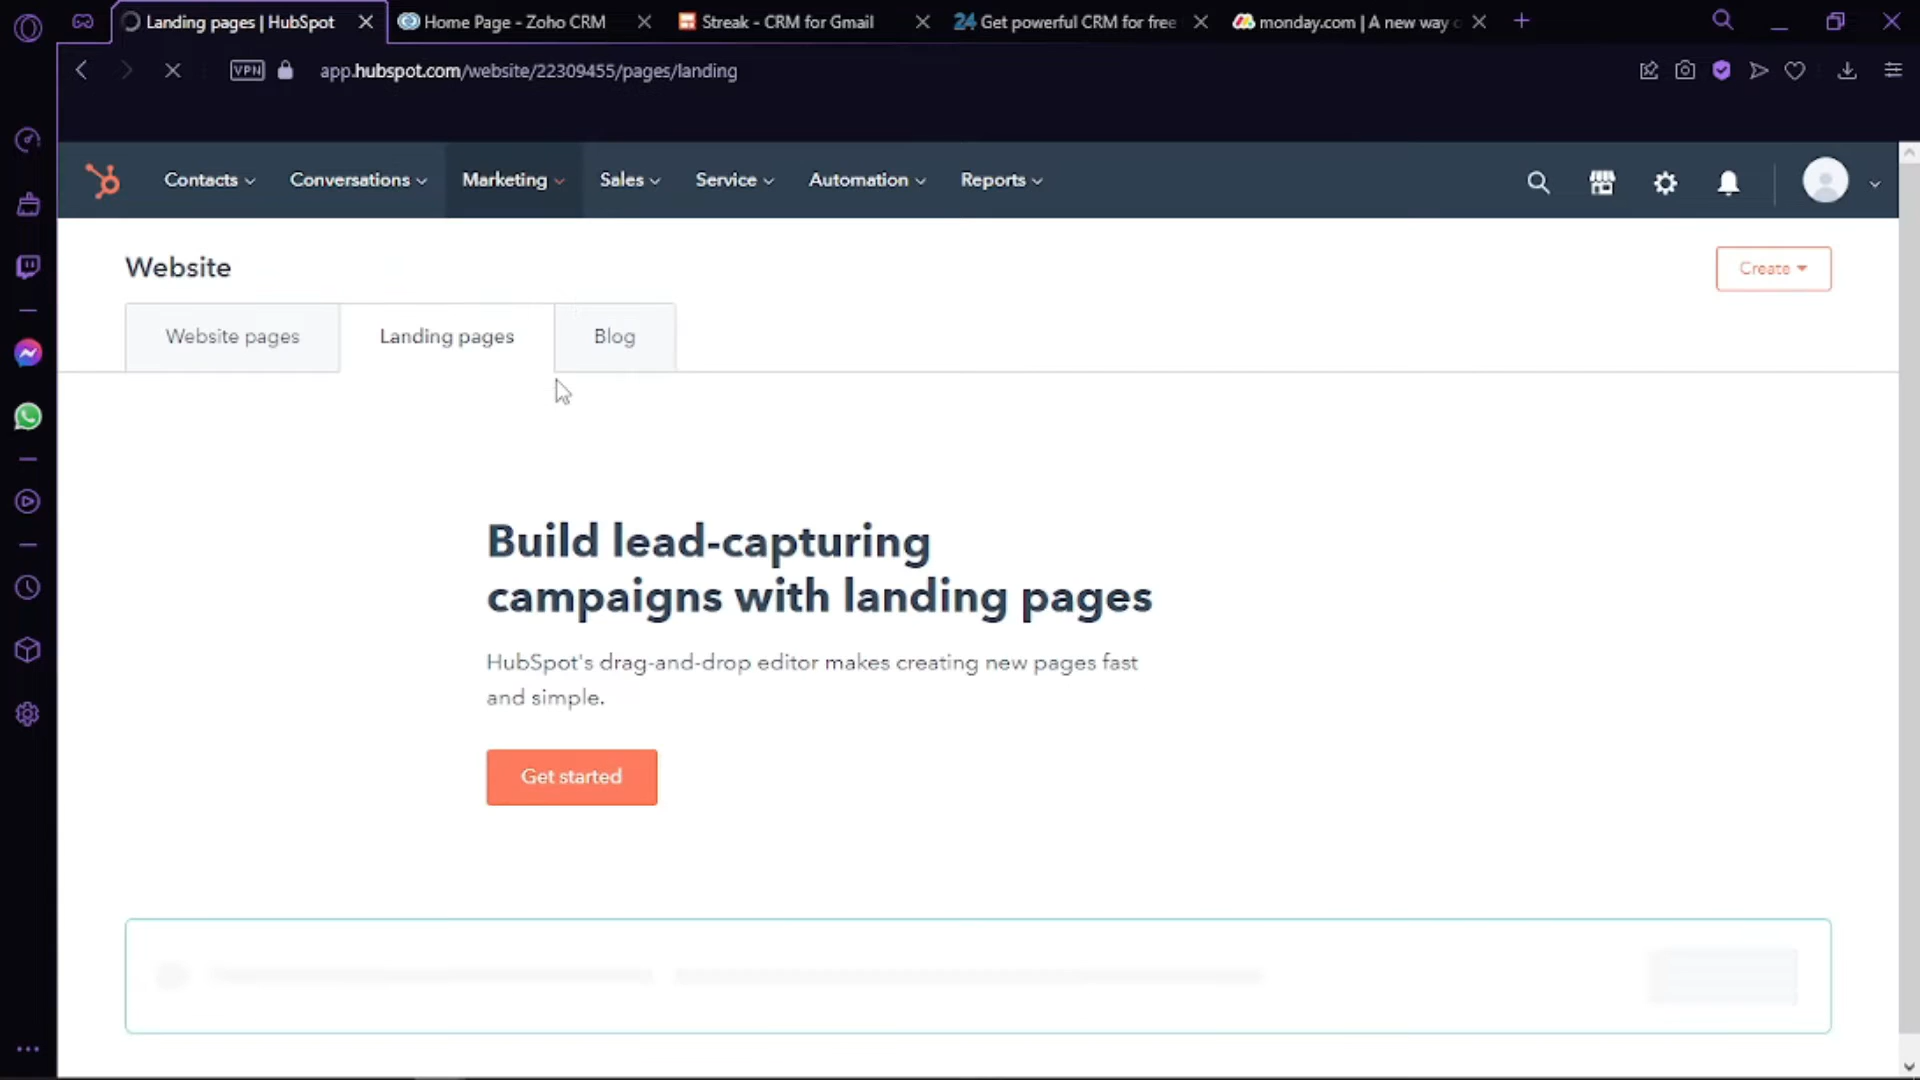 Landing pages | HubSpot
Home Page - Zoho CRM
Streak - CRM for Gmail
24 Get powerful CRM for free
monday.com | A new way
VPN
app.hubspot.com/website/22309455/pages/landing
Contacts
Conversations
Marketing
Sales
Service
Automation
Reports
Website
Create
Website pages
Landing pages
Blog
Build lead-capturing
campaigns with landing pages
HubSpot's drag-and-drop editor makes creating new pages fast
and simple.
Get started